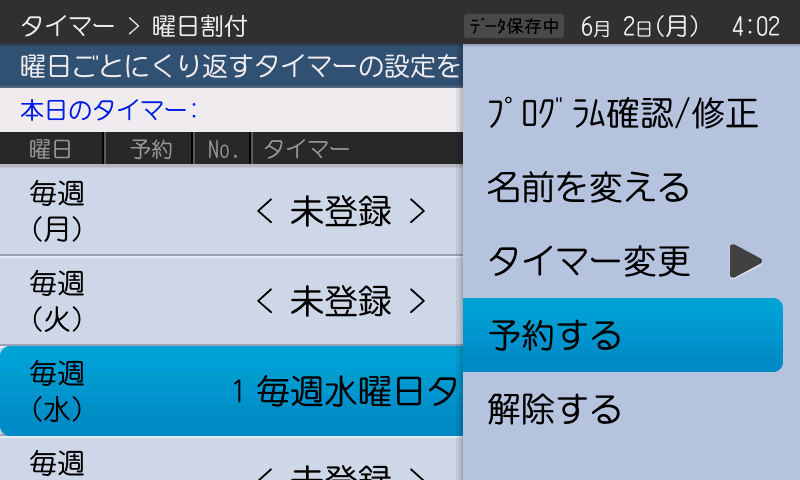 タイマー > 曜日割付 ﾃﾞｰﾀ保存中 6月 2日(月) 4:02
曜日ごとにくり返すタイマーの設定を
本日のタイマー:
曜日 予約 No. タイマー
毎週
(月) < 未登録 >
毎週
(火) < 未登録 >
毎週
(水) 1 毎週水曜日タ
毎週
< 未登録 >
ﾌﾟﾛｸﾞﾗﾑ確認/修正
名前を変える
タイマー変更 ▶
予約する
解除する